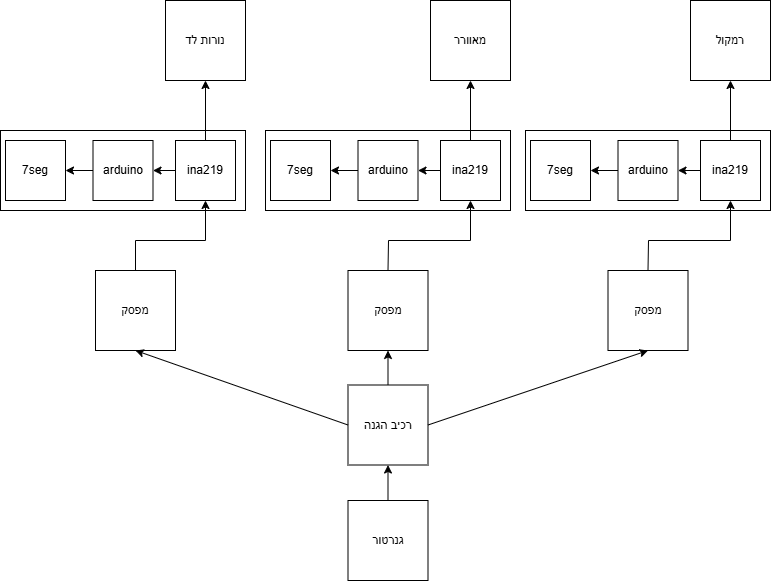 נורות לד
מאוורר
רמקול
7seg
arduino
ina219
7seg
arduino
ina219
7seg
arduino
ina219
מפסק
מפסק
מפסק
רכיב הגנה
גנרטור